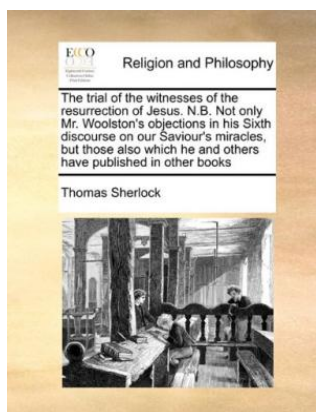 ECCO
Religion and Philosophy
The trial of the witnesses of the
resurrection of Jesus. N.B. Not only
Mr. Woolston's objections in his Sixth
discourse on our Saviour's miracles,
but those also which he and others
have published in other books
Thomas Sherlock